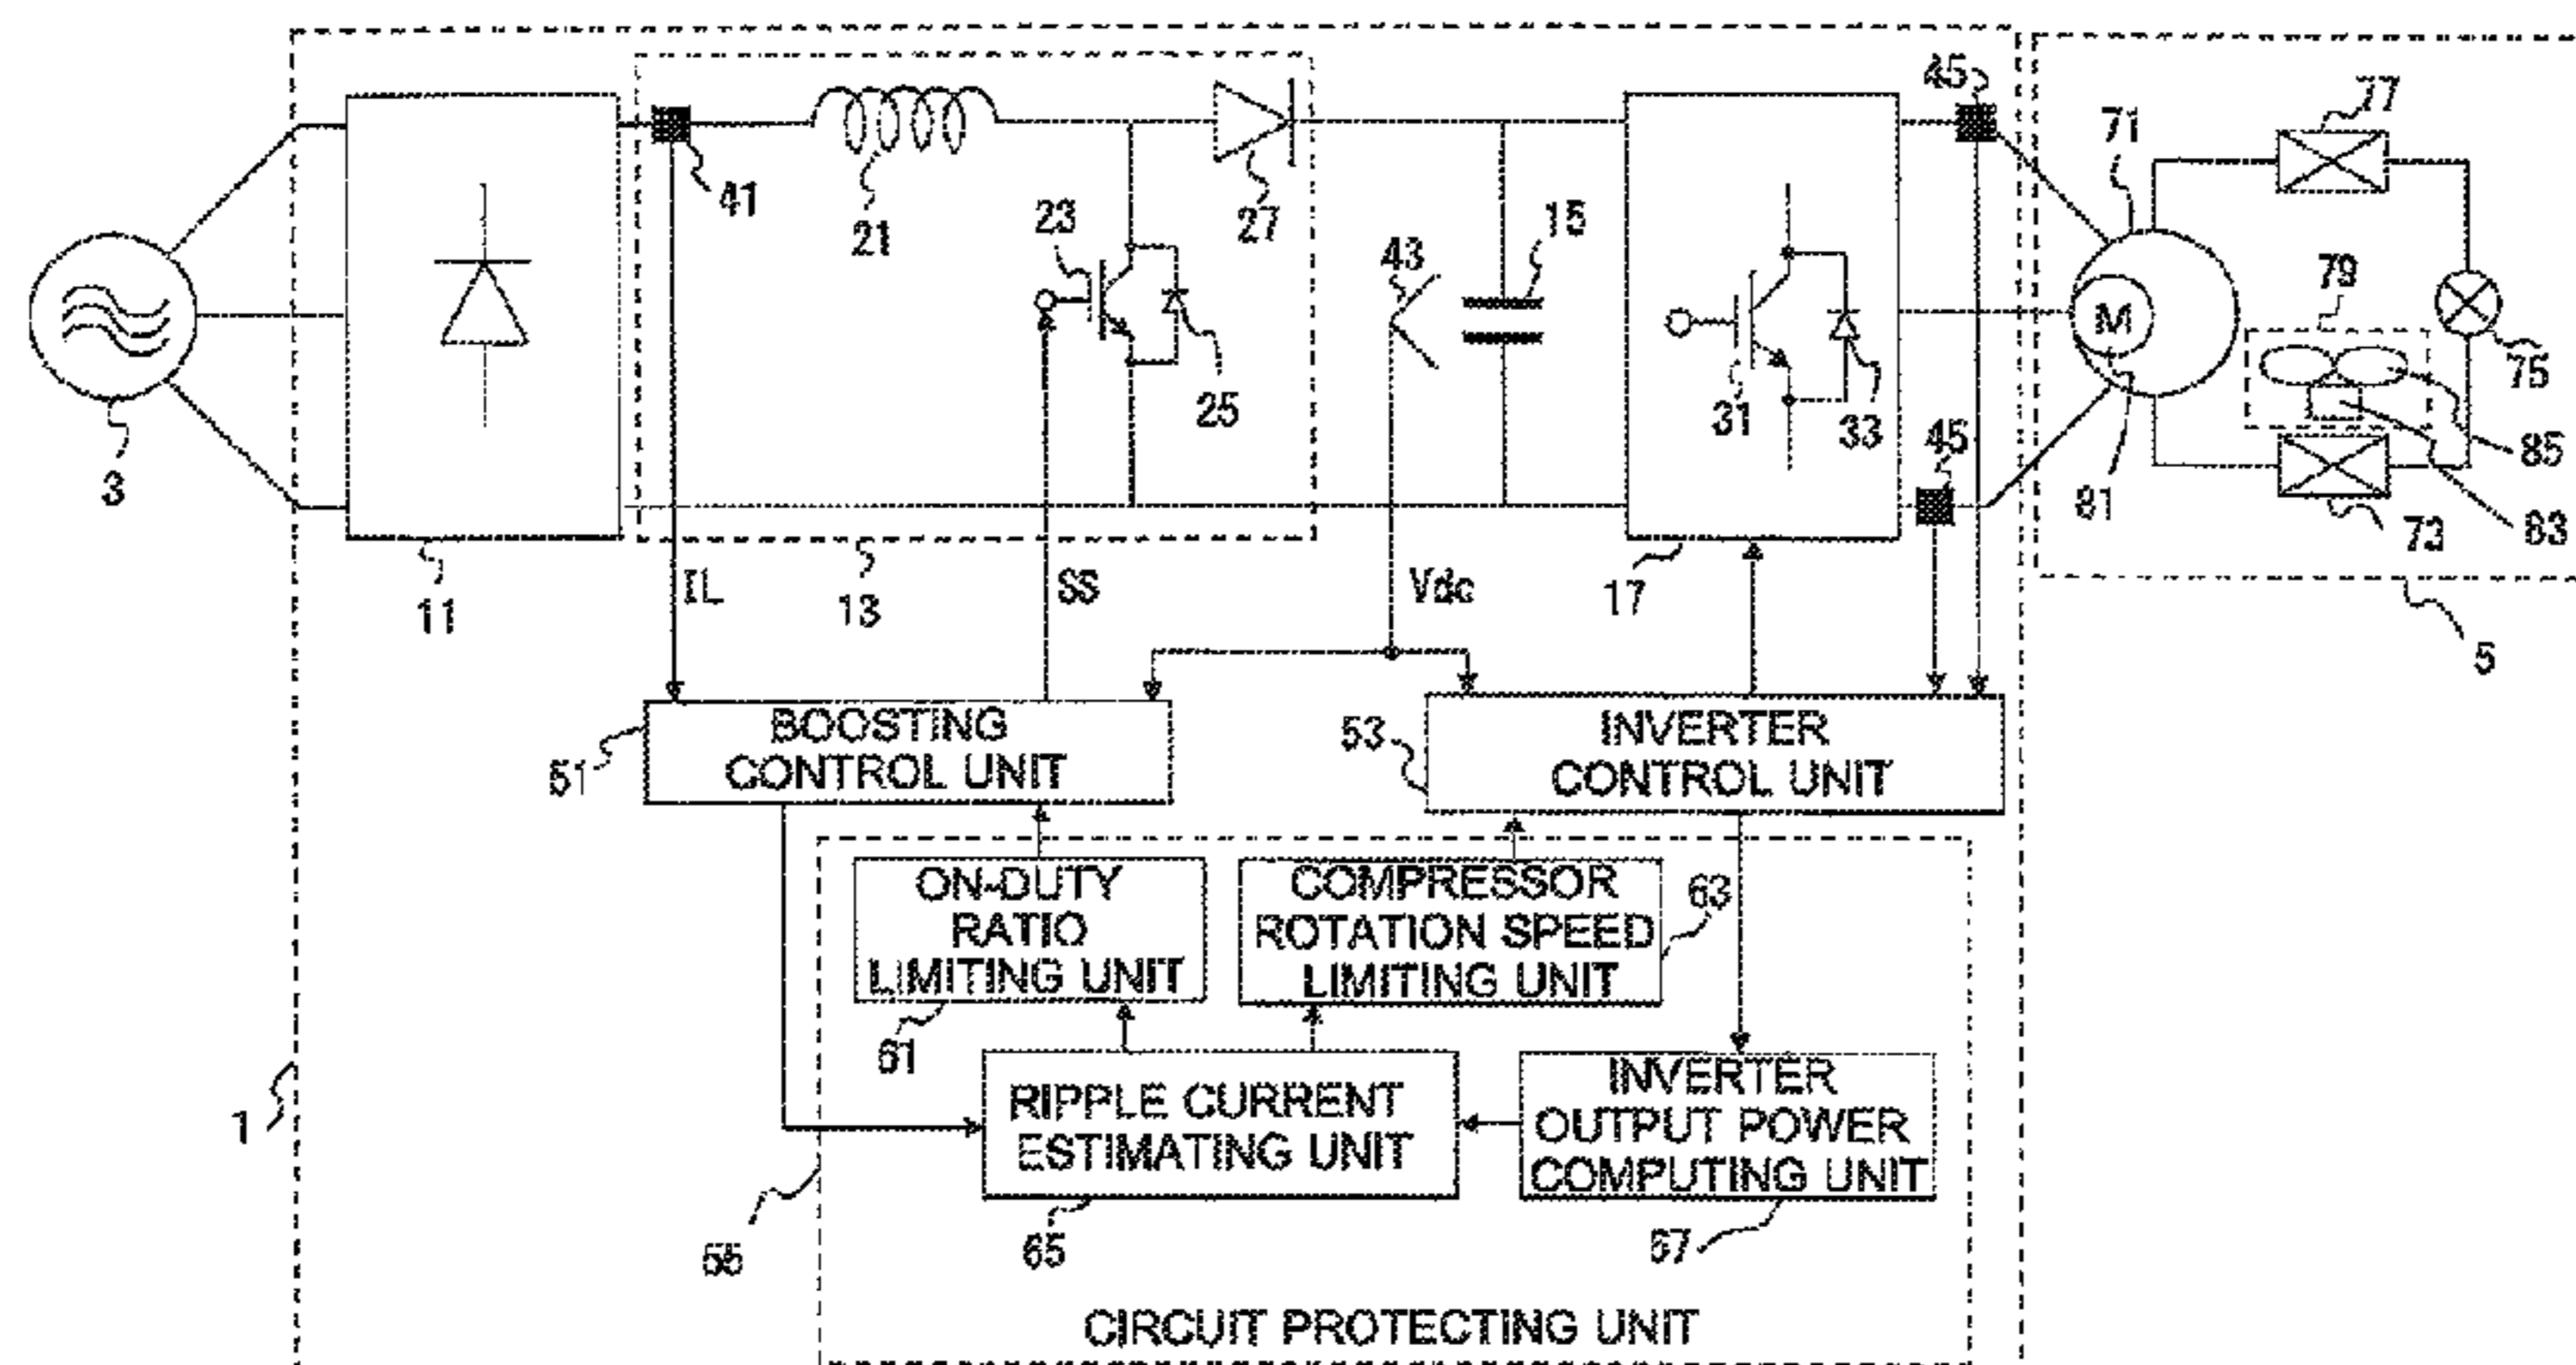 45
77
41
71
21
23
27
43
15
79
M
3
25
31
33
45
75
85
81
73
83
11
IL
13
SS
Vdc
17
5
51
BOOSTING
CONTROL UNIT
53
INVERTER
CONTROL UNIT
ON-DUTY
RATIO
LIMITING UNIT
COMPRESSOR
ROTATION SPEED
LIMITING UNIT
63
61
1
RIPPLE CURRENT
ESTIMATING UNIT
INVERTER
OUTPUT POWER
COMPUTING UNIT
55
65
67
CIRCUIT PROTECTING UNIT